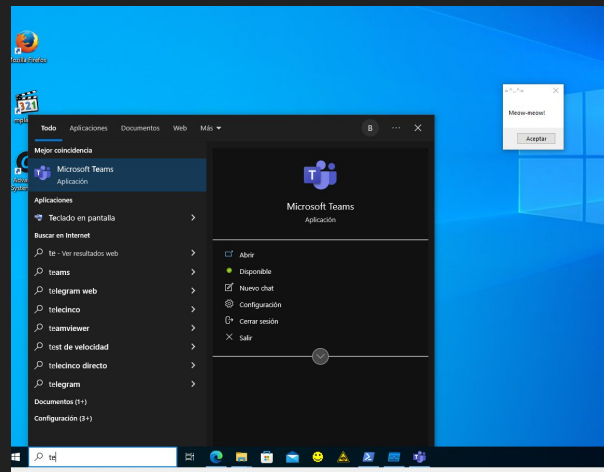 Mozilla Firefox
=^..^=
Meow-meow!
Aceptar
Todo Aplicaciones Documentos Web Más
B
Mejor coincidencia
Microsoft Teams
Aplicación
Aplicaciones
Teclado en pantalla
Buscar en Internet
te - Ver resultados web
teams
telegram web
telecinco
teamviewer
test de velocidad
telecinco directo
telegram
Documentos (1+)
Configuración (3+)
Microsoft Teams
Aplicación
Abrir
Disponible
Nuevo chat
Configuración
Cerrar sesión
Salir
te